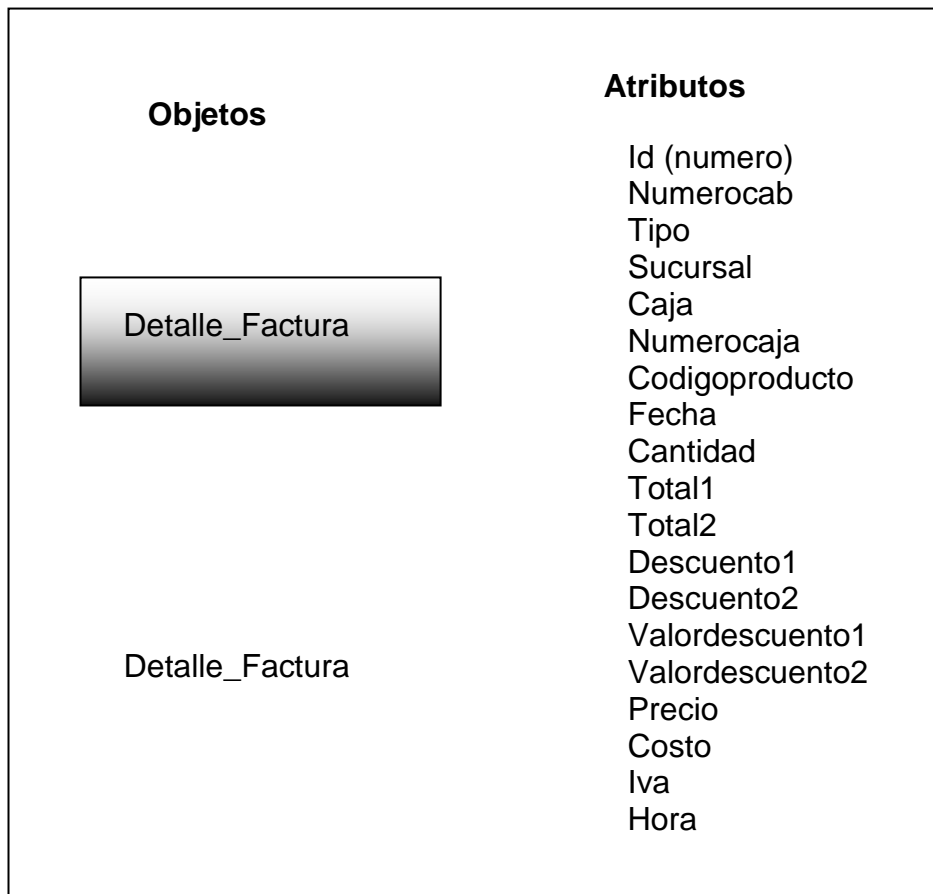 Objetos
Detalle_Factura
Detalle_Factura
Atributos
Id (numero)
Numerocab
Tipo
Sucursal
Caja
Numerocaja
Codigoproducto
Fecha
Cantidad
Total1
Total2
Descuento1
Descuento2
Valordescuento1
Valordescuento2
Precio
Costo
Iva
Hora